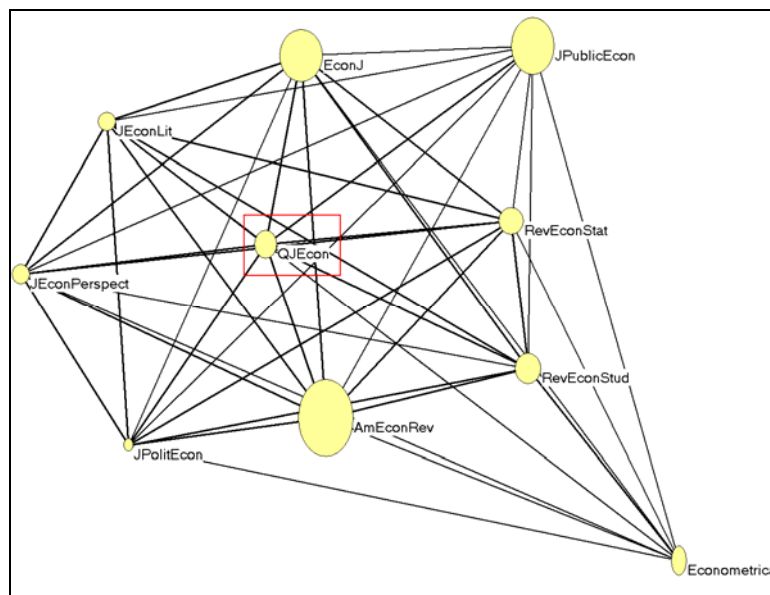 EconJ
JPublicEcon
JEconLit
RevEconStat
QJEcon
JEconPerspect
RevEconStud
AmEconRev
JPolitEcon
Econometrica